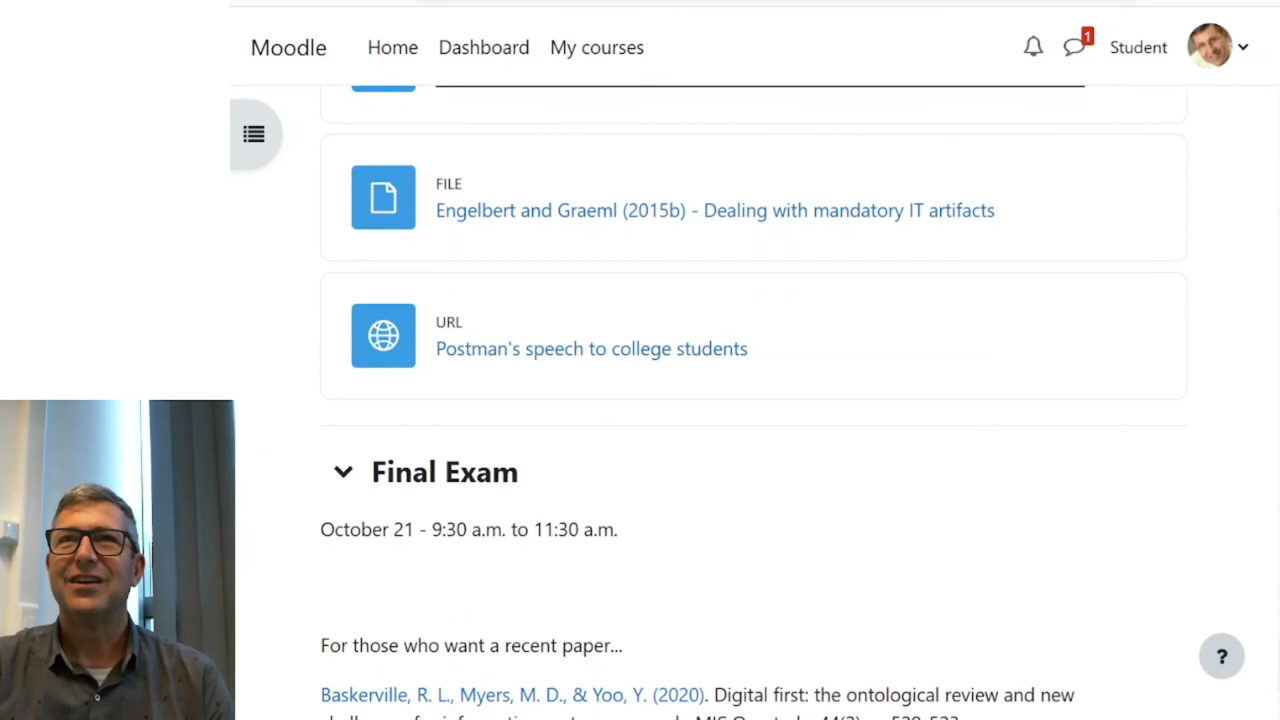 Moodle Home Dashboard My courses 1 Student
FILE
Engelbert and Graeml (2015b) - Dealing with mandatory IT artifacts
URL
Postman's speech to college students
Final Exam
October 21 - 9:30 a.m. to 11:30 a.m.
For those who want a recent paper...
?
Baskerville, R. L., Myers, M. D., & Yoo, Y. (2020). Digital first: the ontological review and new